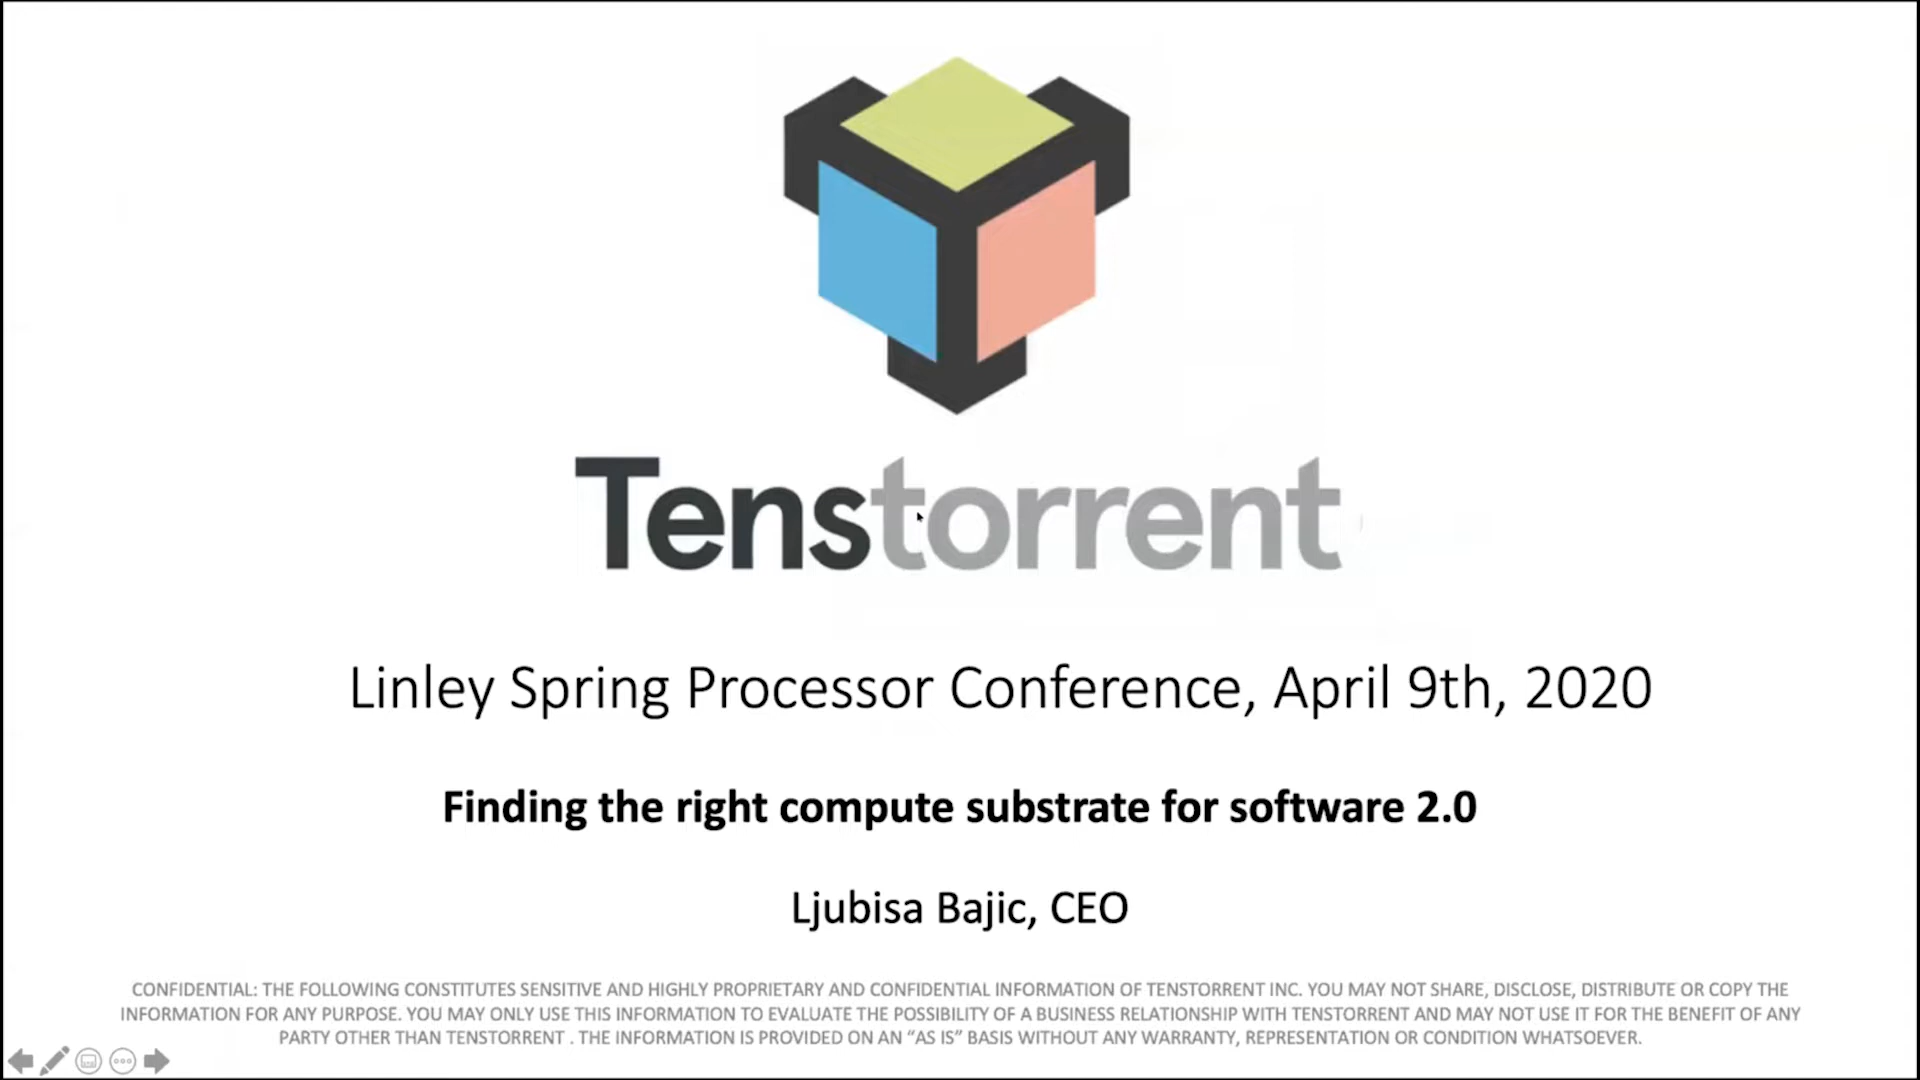 Tenstorrent
Linley Spring Processor Conference, April 9th, 2020
Finding the right compute substrate for software 2.0
Ljubisa Bajic, CEO
CONFIDENTIAL: THE FOLLOWING CONSTITUTES SENSITIVE AND HIGHLY PROPRIETARY AND CONFIDENTIAL INFORMATION OF TENSTORRENT INC. YOU MAY NOT SHARE, DISCLOSE, DISTRIBUTE OR COPY THE
INFORMATION FOR ANY PURPOSE. YOU MAY ONLY USE THIS INFORMATION TO EVALUATE THE POSSIBILITY OF A BUSINESS RELATIONSHIP WITH TENSTORRENT AND MAY NOT USE IT FOR THE BENEFIT OF ANY
PARTY OTHER THAN TENSTORRENT . THE INFORMATION IS PROVIDED ON AN “AS IS” BASIS WITHOUT ANY WARRANTY, REPRESENTATION OR CONDITION WHATSOEVER.